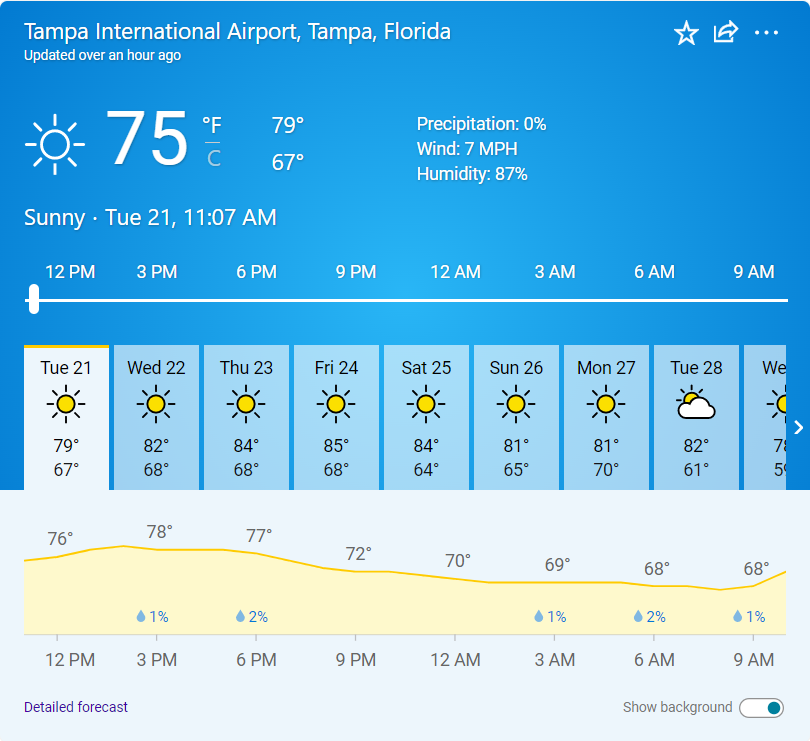 Tampa International Airport, Tampa, Florida
Updated over an hour ago
75 °F C 79° 67°
Precipitation: 0%
Wind: 7 MPH
Humidity: 87%
Sunny · Tue 21, 11:07 AM
12 PM 3 PM 6 PM 9 PM 12 AM 3 AM 6 AM 9 AM
Tue 21 Wed 22 Thu 23 Fri 24 Sat 25 Sun 26 Mon 27 Tue 28 We
79° 82° 84° 85° 84° 81° 81° 82°
67° 68° 68° 68° 64° 65° 70° 61°
76° 78° 77° 72° 70° 69° 68° 68°
1% 2% 1% 2% 1%
12 PM 3 PM 6 PM 9 PM 12 AM 3 AM 6 AM 9 AM
Detailed forecast Show background